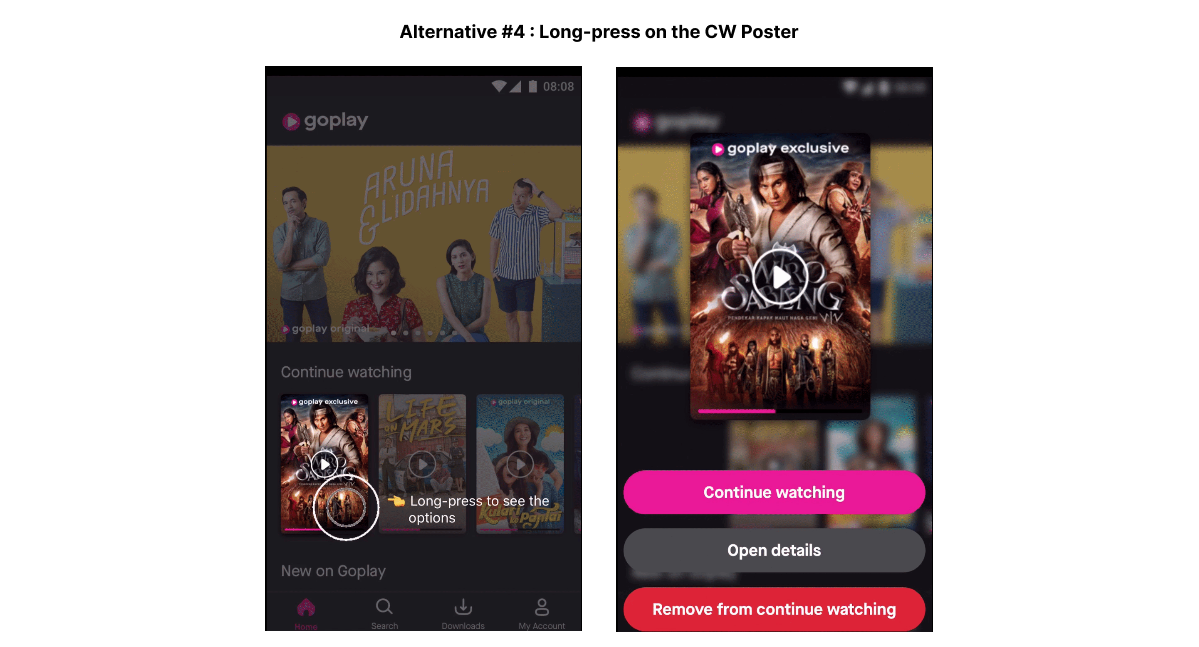 Alternative #4 : Long-press on the CW Poster
08:08
goplay
ARUNA
& LIDAHNYA
goplay original
Continue watching
goplay exclusive
LIFE
ON MARS
goplay original
WIRO
SABLENG
👈 Long-press to see the
options
New on Goplay
Home
Search
Downloads
My Account
goplay
goplay exclusive
WIRO
SABLENG
PENDEKAR KAPAK MAUT NAGA GENI
Continue watching
Open details
Remove from continue watching